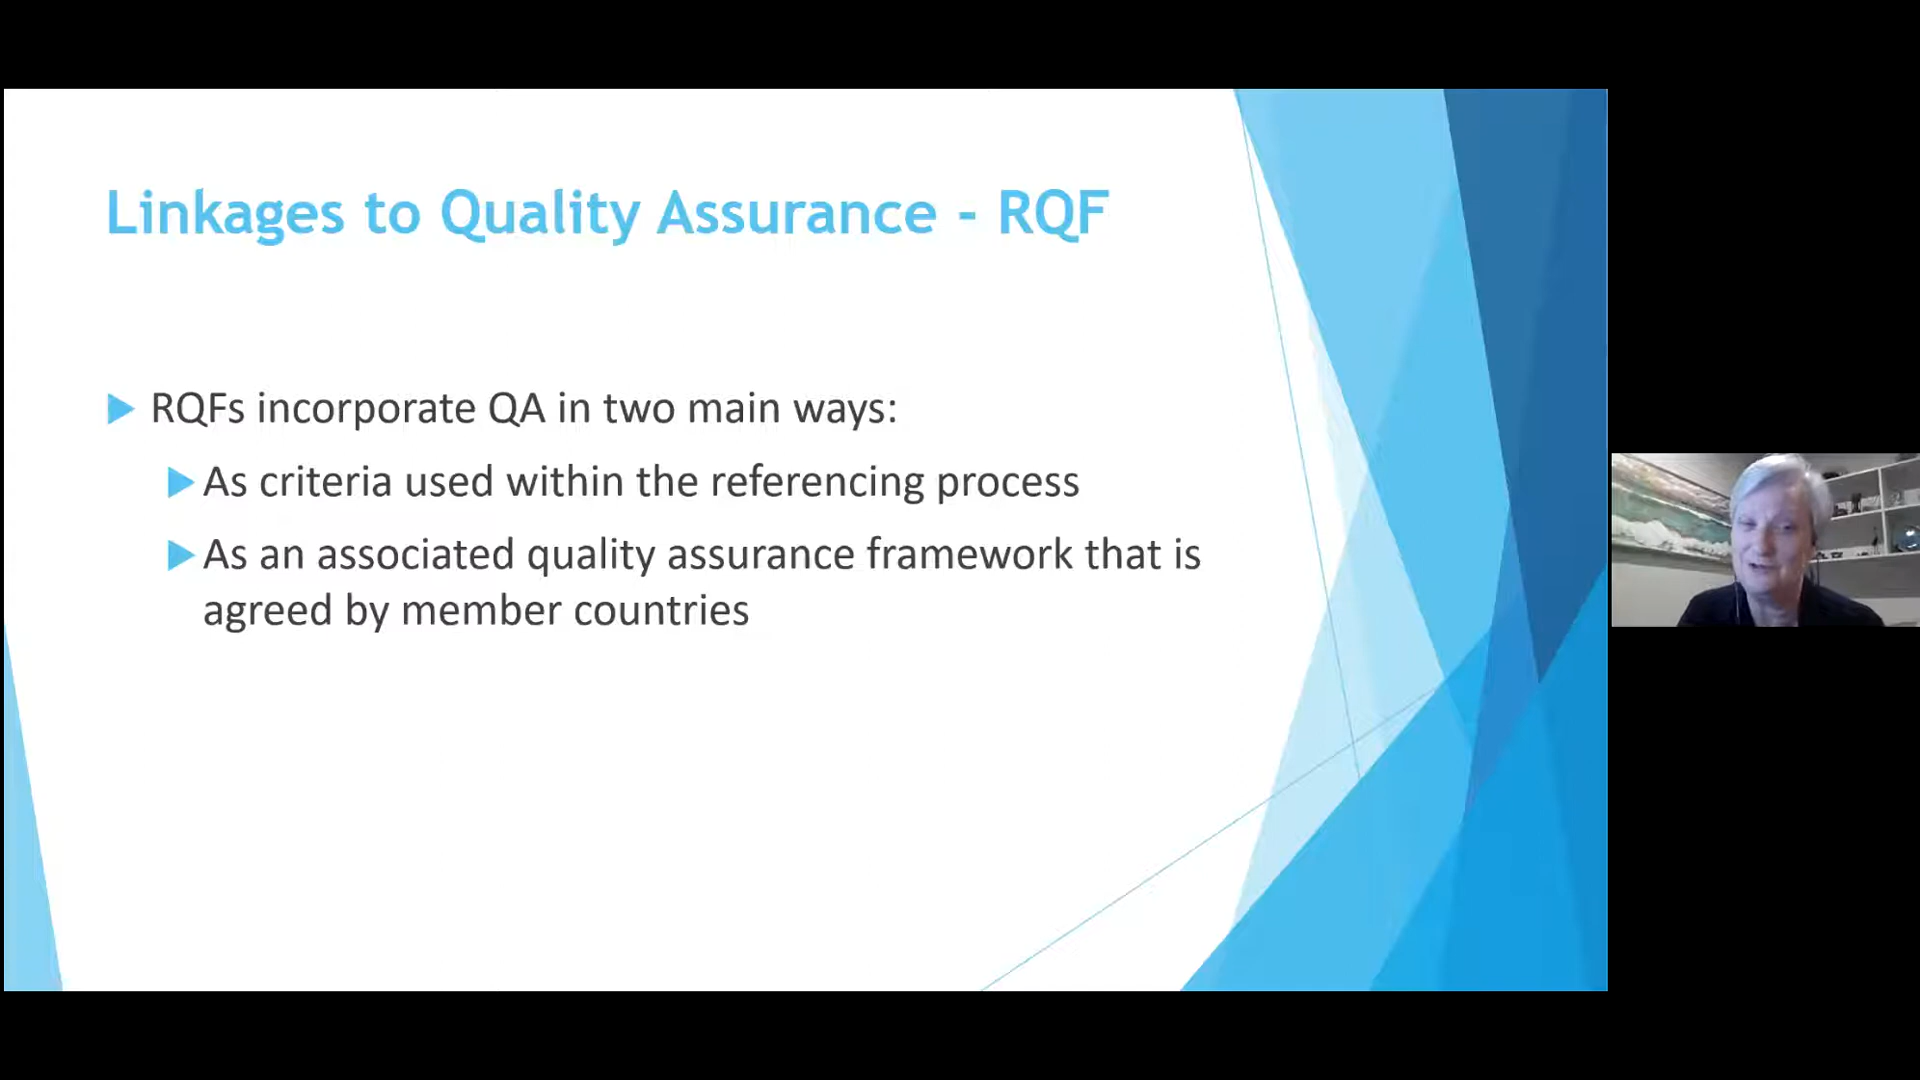 Linkages to Quality Assurance - RQF
RQFs incorporate QA in two main ways:
As criteria used within the referencing process
As an associated quality assurance framework that is
agreed by member countries